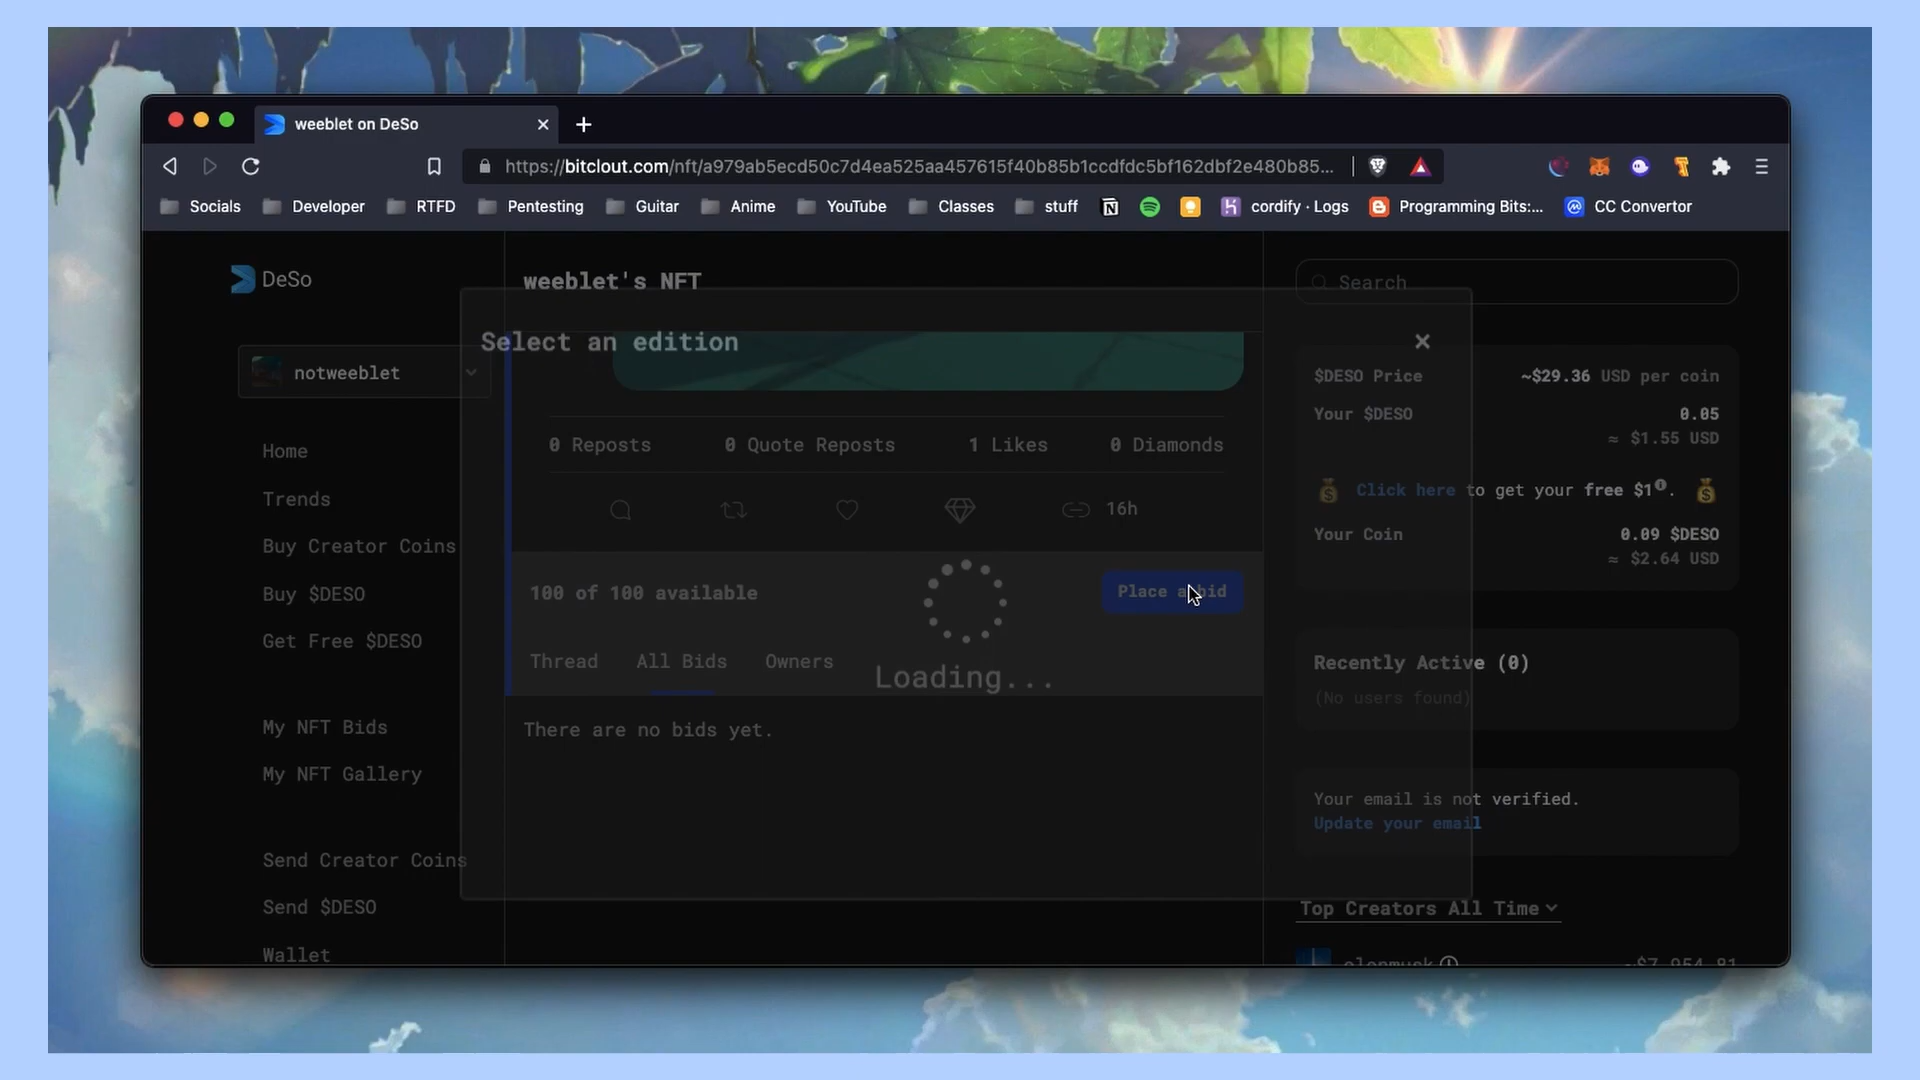 weeblet on DeSo
https://bitclout.com/nft/a979ab5ecd50c7d4ea525aa457615f40b85b1ccdfdc5bf162dbf2e480b85...
Socials Developer RTFD Pentesting Guitar Anime YouTube Classes stuff cordify · Logs Programming Bits:... CC Convertor
DeSo
notweeblet
Home
Trends
Buy Creator Coins
Buy $DESO
Get Free $DESO
My NFT Bids
My NFT Gallery
Send Creator Coins
Send $DESO
Wallet
weeblet's NFT
Select an edition
0 Reposts 0 Quote Reposts 1 Likes 0 Diamonds
16h
100 of 100 available
Place a bid
Thread All Bids Owners
Loading...
There are no bids yet.
Search
$DESO Price ~$29.36 USD per coin
Your $DESO 0.05
≈ $1.55 USD
Click here to get your free $1.
Your Coin 0.09 $DESO
≈ $2.64 USD
Recently Active (0)
(No users found)
Your email is not verified.
Update your email
Top Creators All Time
elonmusk ~$7,954.81